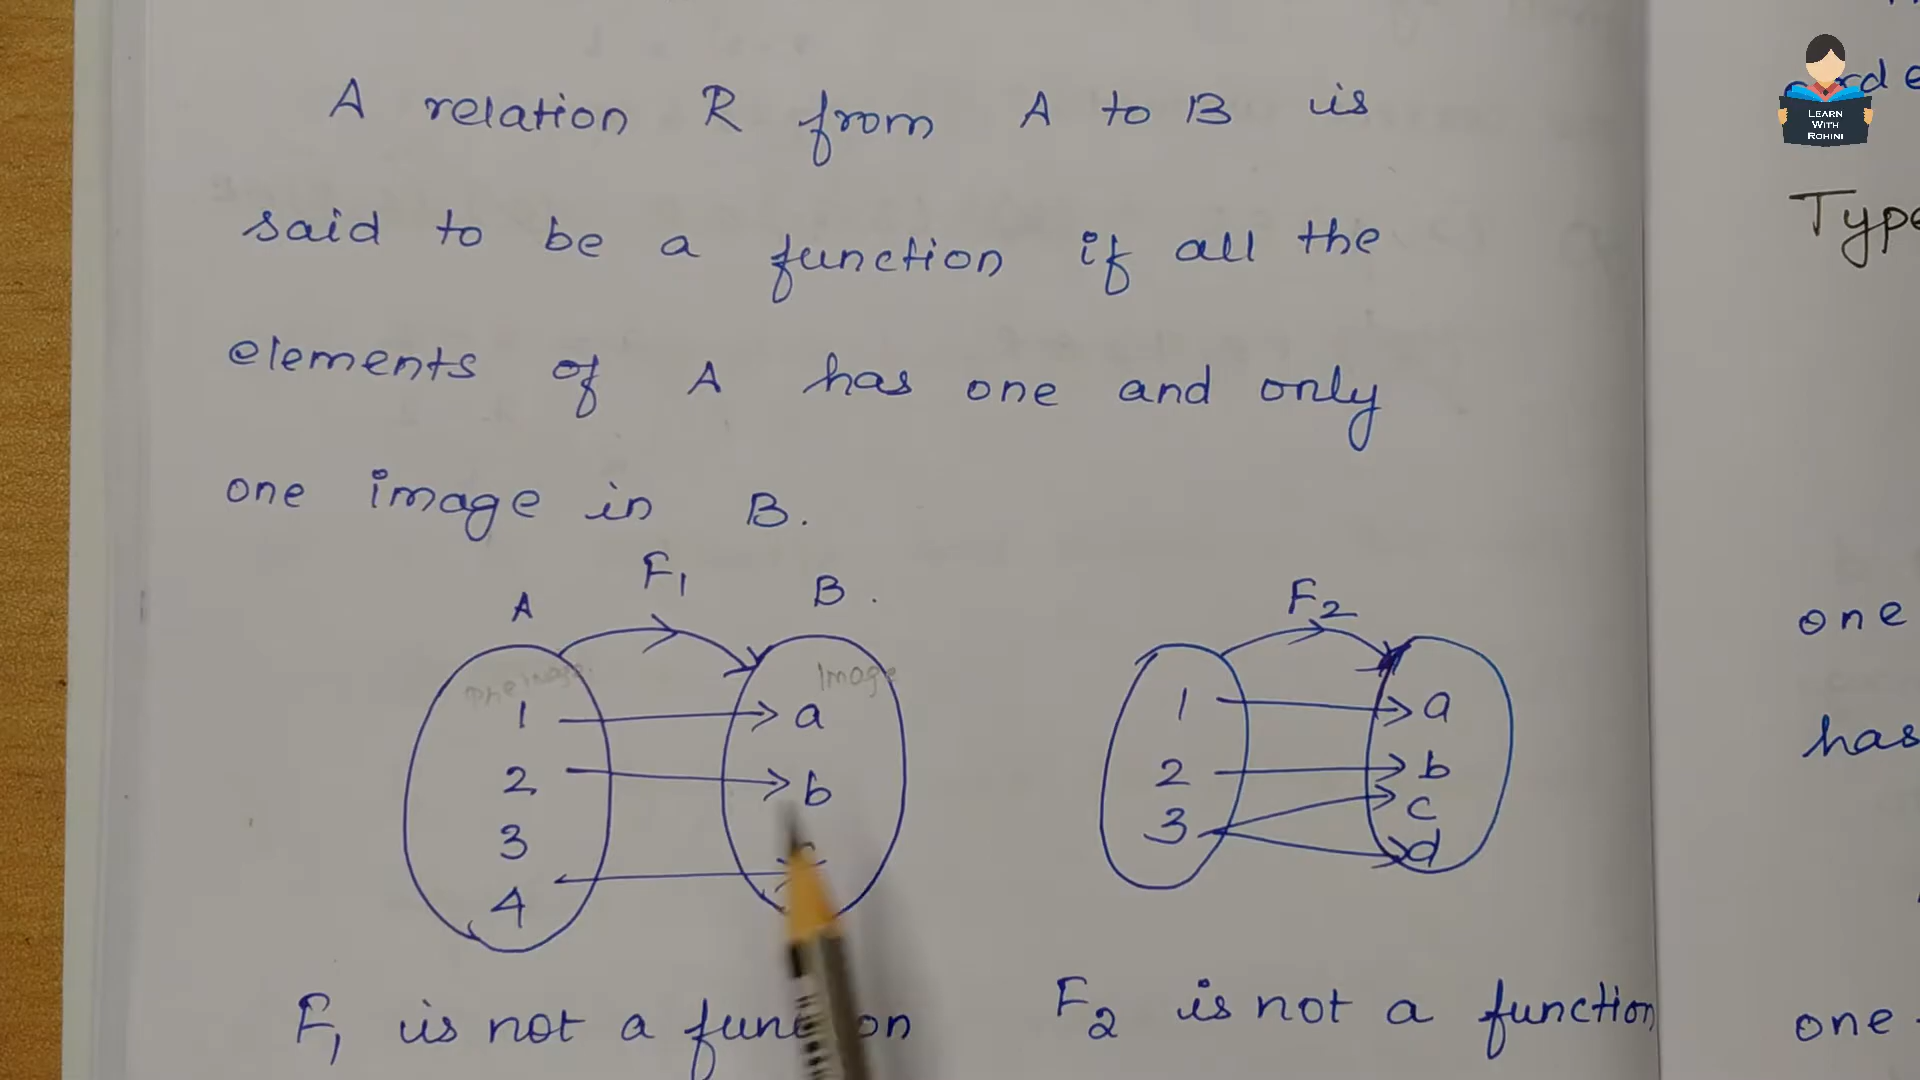 A relation R from A to B is
said to be a function if all the
elements of A has one and only
one image in B.
A F1 B.
preimage Image
1 a
2 b
3
4
F1 is not a function
F2
1 a
2 b
3 c
d
F2 is not a function
LEARN
WITH
ROHINI
Type
one
has
one